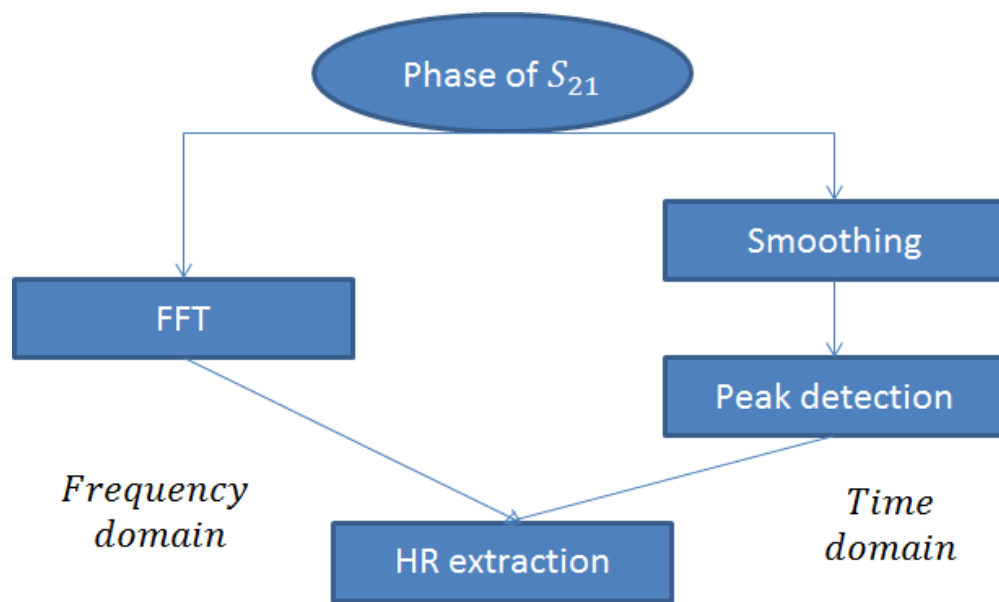 Phase of S₂₁
Smoothing
FFT
Peak detection
Frequency
domain
Time
domain
HR extraction